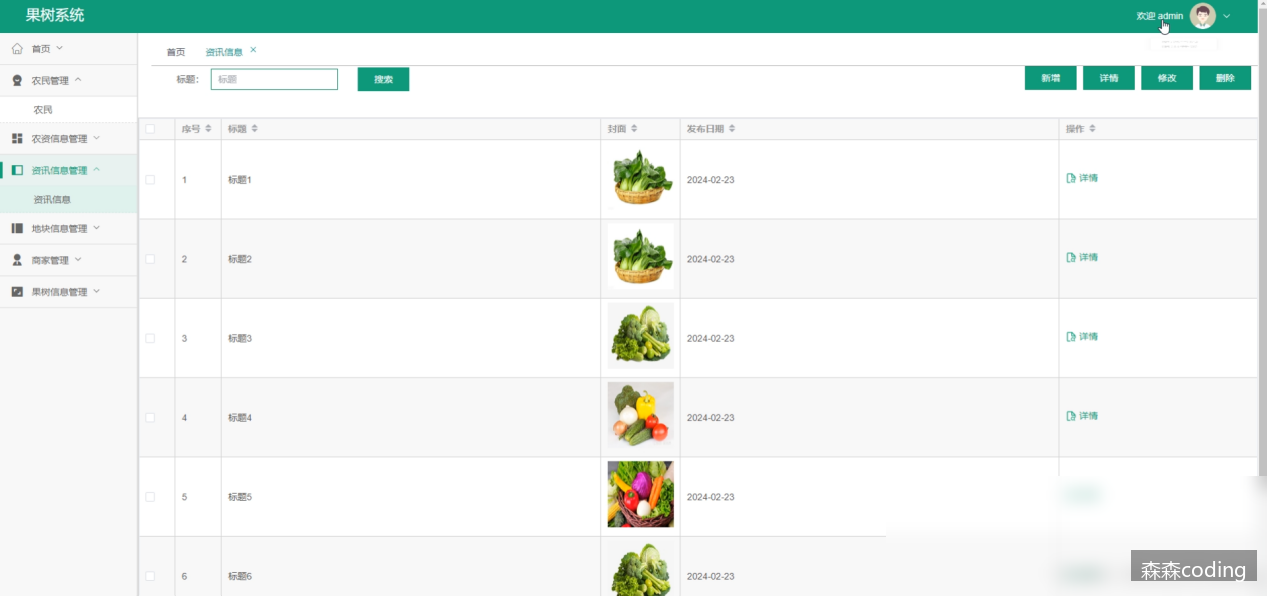 果树系统
欢迎 admin
首页
农民管理
农民
农资信息管理
资讯信息管理
资讯信息
地块信息管理
商家管理
果树信息管理
首页 资讯信息
标题: 标题 搜索 新增 详情 修改 删除
序号 标题 封面 发布日期 操作
1 标题1 2024-02-23 详情
2 标题2 2024-02-23 详情
3 标题3 2024-02-23 详情
4 标题4 2024-02-23 详情
5 标题5 2024-02-23
6 标题6 2024-02-23
森森coding